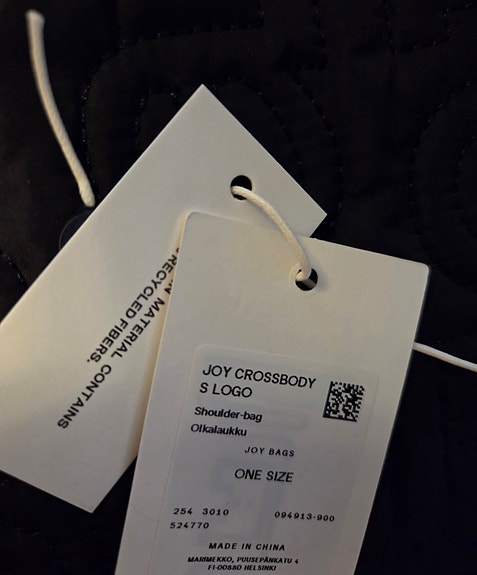 IN MATERIAL CONTAINS
RECYCLED FIBERS.
JOY CROSSBODY
S LOGO
Shoulder-bag
Olkalaukku
JOY BAGS
ONE SIZE
254 3010 094913-900
524770
MADE IN CHINA
MARIMEKKO, PUUSEPÄNKATU 4
FI-00880 HELSINKI